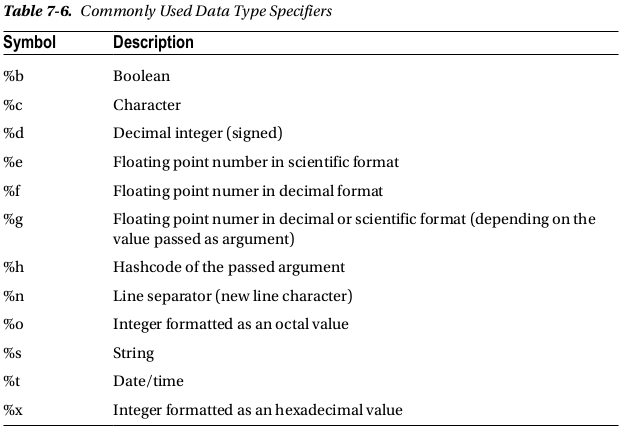 Table 7-6. Commonly Used Data Type Specifiers
Symbol Description
%b Boolean
%c Character
%d Decimal integer (signed)
%e Floating point number in scientific format
%f Floating point numer in decimal format
%g Floating point numer in decimal or scientific format (depending on the
value passed as argument)
%h Hashcode of the passed argument
%n Line separator (new line character)
%o Integer formatted as an octal value
%s String
%t Date/time
%x Integer formatted as an hexadecimal value